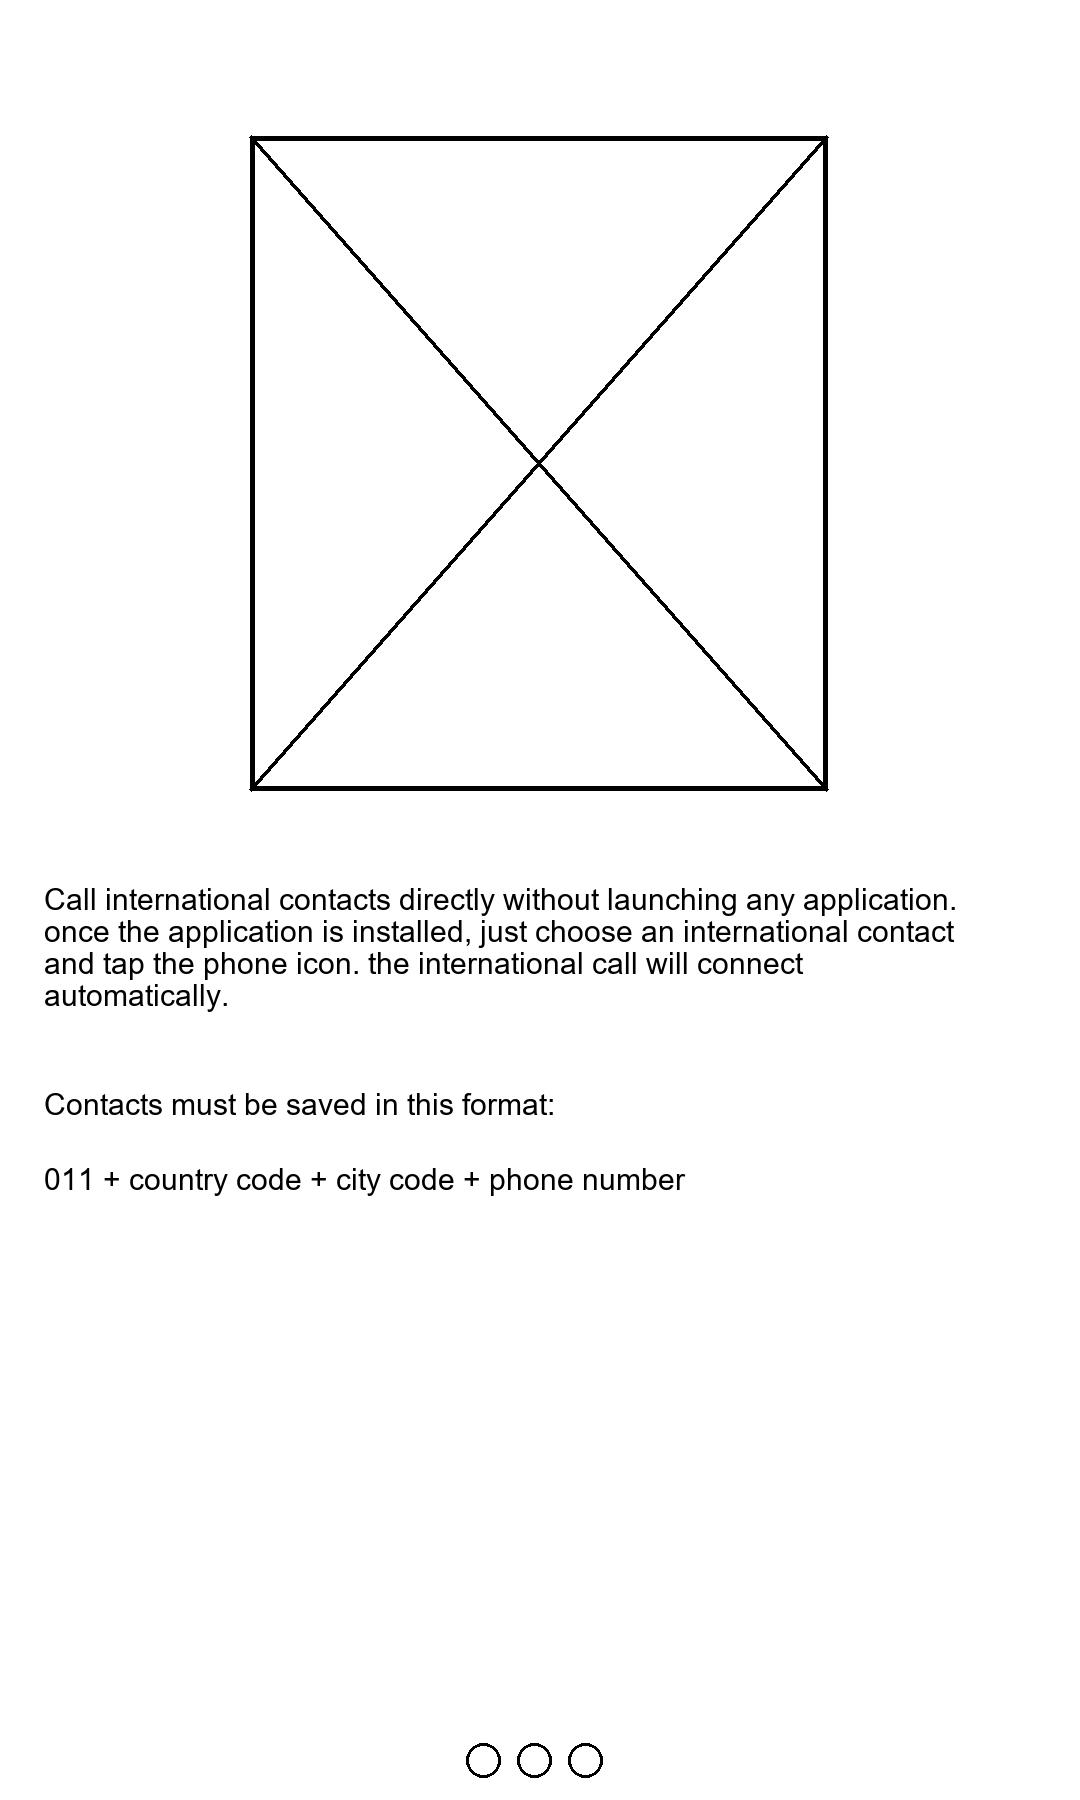 Call international contacts directly without launching any application.
once the application is installed, just choose an international contact
and tap the phone icon. the international call will connect
automatically.
Contacts must be saved in this format:
011 + country code + city code + phone number